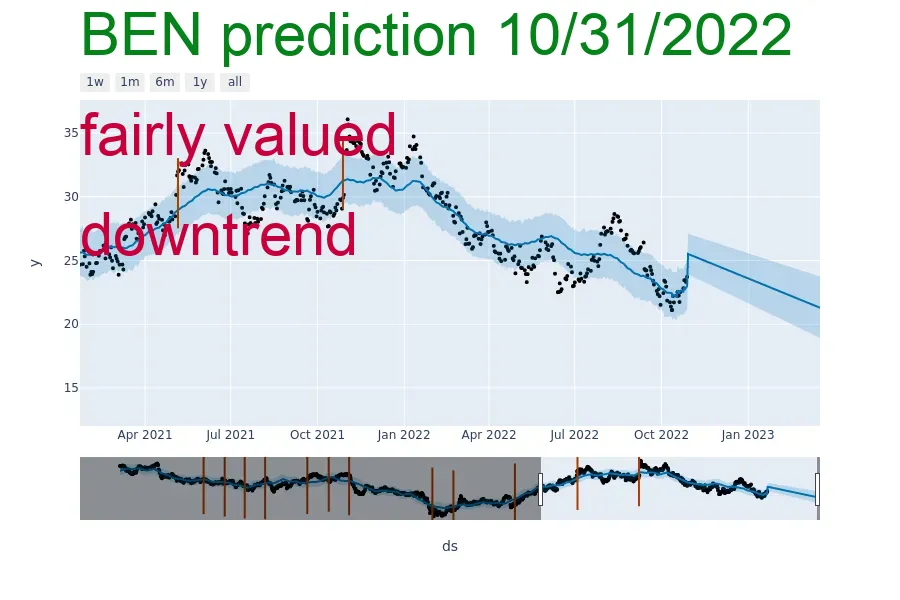 BEN prediction 10/31/2022
1w 1m 6m 1y all
fairly valued
downtrend
35
30
25
20
15
y
Apr 2021 Jul 2021 Oct 2021 Jan 2022 Apr 2022 Jul 2022 Oct 2022 Jan 2023
ds